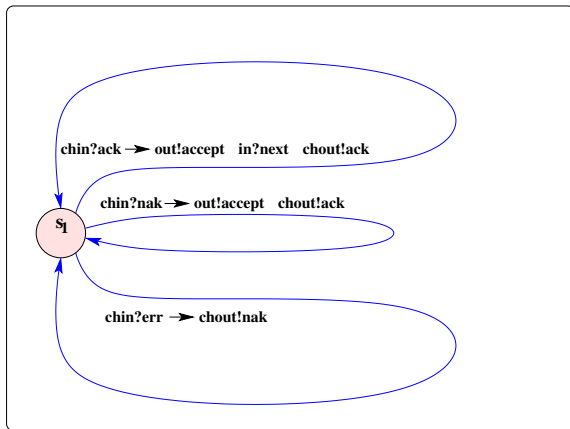 chin?ack → out!accept in?next chout!ack
chin?nak → out!accept chout!ack
s1
chin?err → chout!nak